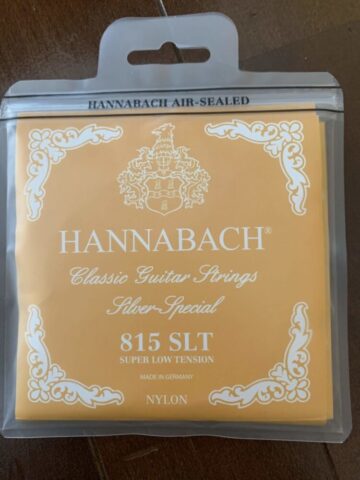 HANNABACH AIR-SEALED
HANNABACH®
Classic Guitar Strings
Silver-Special
815 SLT
SUPER LOW TENSION
MADE IN GERMANY
NYLON